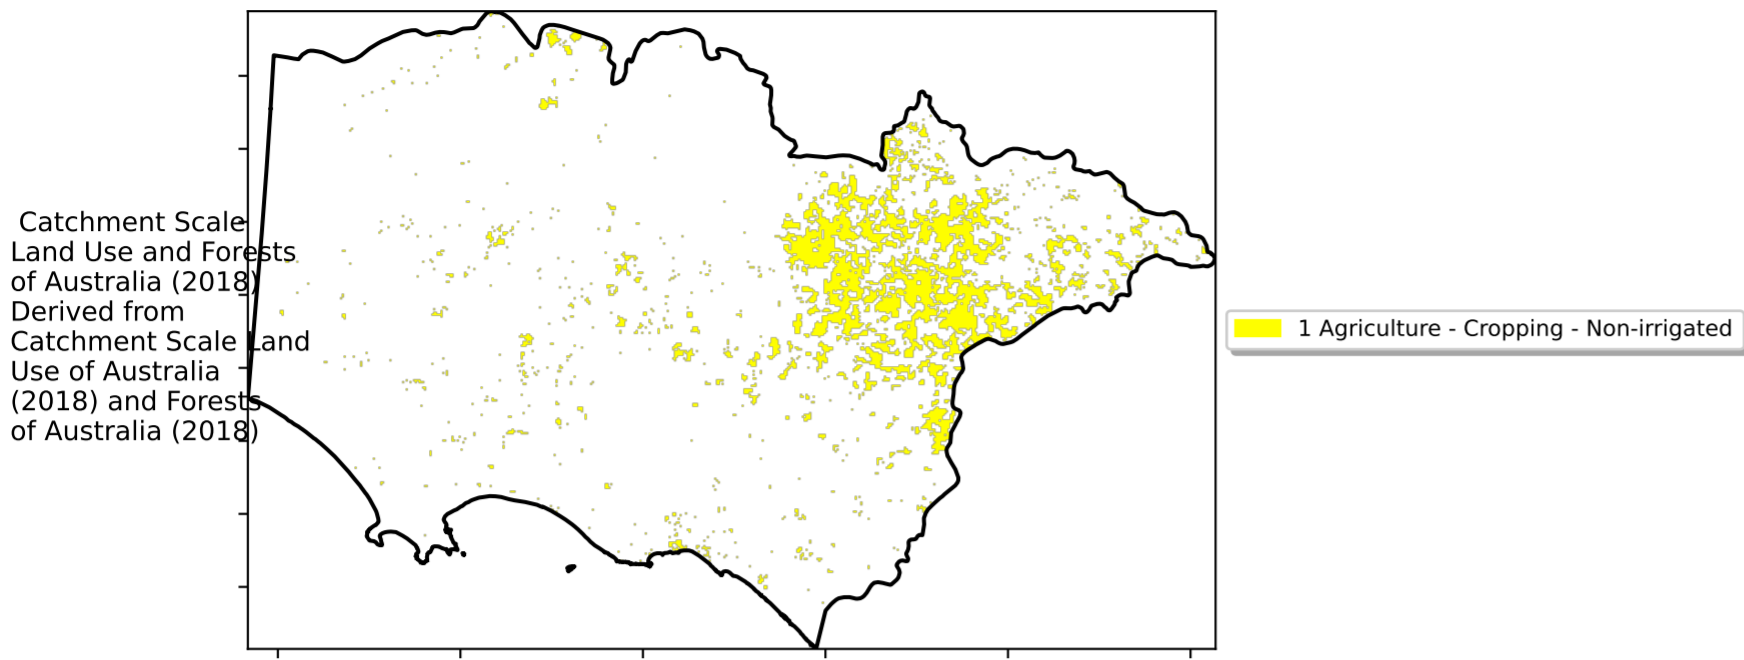 Catchment Scale
Land Use and Forests
of Australia (2018)
Derived from
Catchment Scale Land
Use of Australia
(2018) and Forests
of Australia (2018)
1 Agriculture - Cropping - Non-irrigated